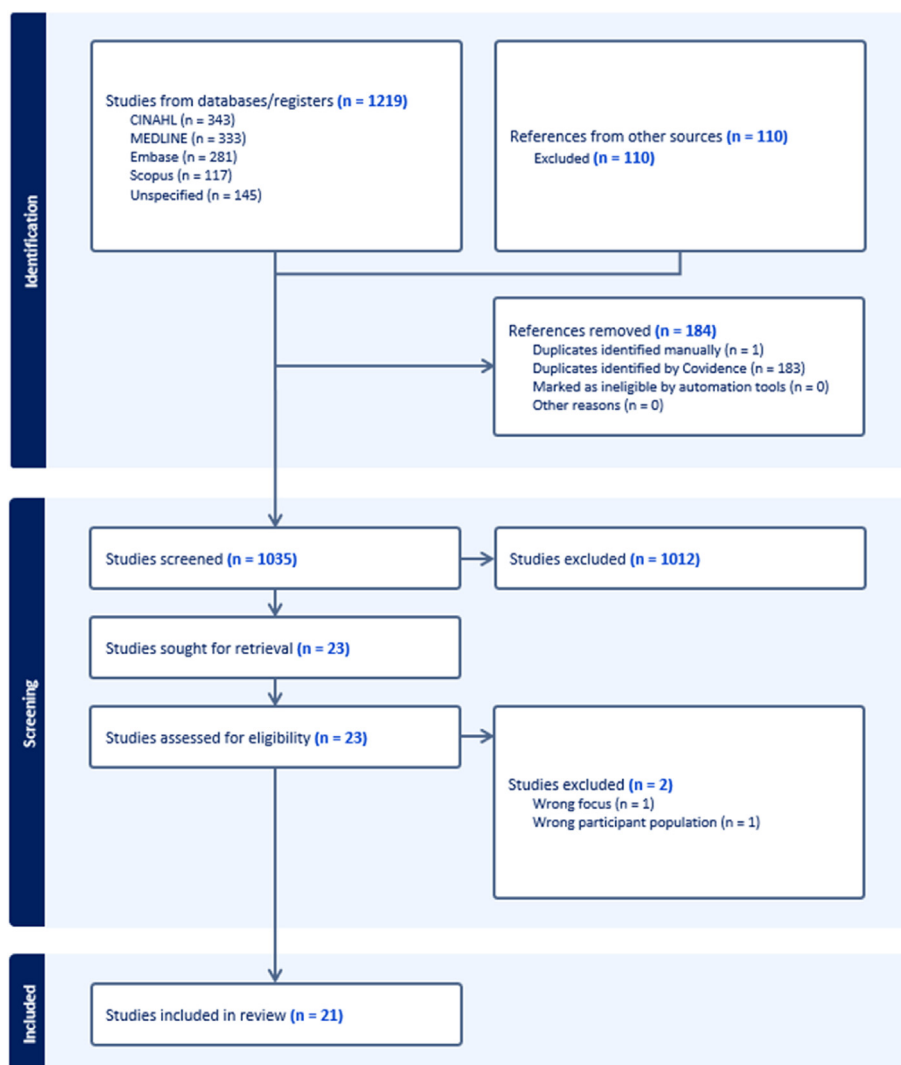 Identification
Studies from databases/registers (n = 1219)
CINAHL (n = 343)
MEDLINE (n = 333)
Embase (n = 281)
Scopus (n = 117)
Unspecified (n = 145)
References from other sources (n = 110)
Excluded (n = 110)
References removed (n = 184)
Duplicates identified manually (n = 1)
Duplicates identified by Covidence (n = 183)
Marked as ineligible by automation tools (n = 0)
Other reasons (n = 0)
Screening
Studies screened (n = 1035)
Studies excluded (n = 1012)
Studies sought for retrieval (n = 23)
Studies assessed for eligibility (n = 23)
Studies excluded (n = 2)
Wrong focus (n = 1)
Wrong participant population (n = 1)
Included
Studies included in review (n = 21)